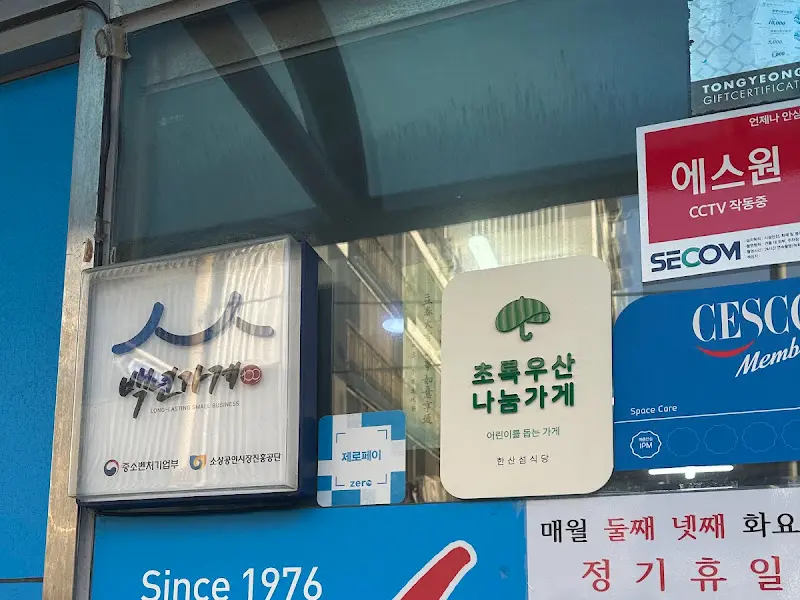 TONGYEONG
GIFTCERTIFICAT
언제나 안심
에스원
CCTV 작동중
SECOM
백년가게
LONG-LASTING SMALL BUSINESS
중소벤처기업부
소상공인시장진흥공단
제로페이
zero
초록우산
나눔가게
어린이를 돕는 가게
한산섬식당
CESCO
Memb
Space Care
IPM
매월 둘째 넷째 화요
정기휴일
Since 1976